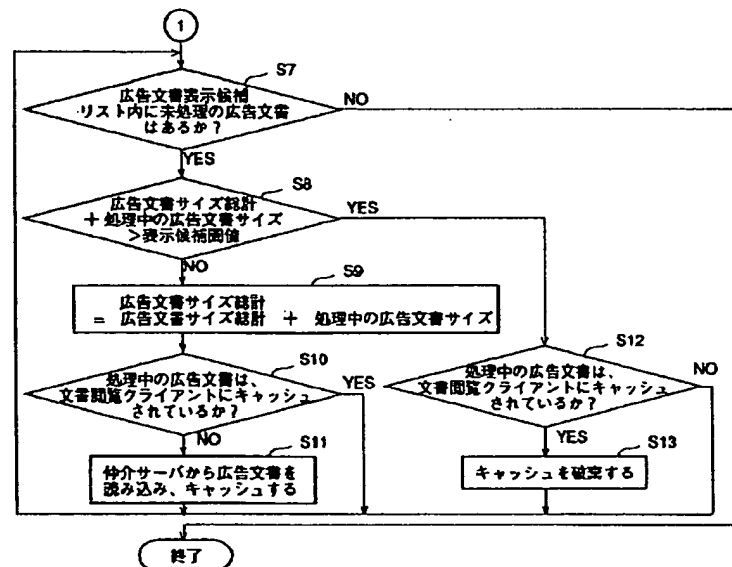 1
S7
広告文書表示候補
リスト内に未処理の広告文書
はあるか？
NO
YES
S8
広告文書サイズ総計
＋処理中の広告文書サイズ
＞表示候補閾値
YES
NO
S9
広告文書サイズ総計
＝ 広告文書サイズ総計 ＋ 処理中の広告文書サイズ
S10
処理中の広告文書は、
文書閲覧クライアントにキャッシュ
されているか？
YES
NO
S12
処理中の広告文書は、
文書閲覧クライアントにキャッシュ
されているか？
NO
YES
S11
仲介サーバから広告文書を
読み込み、キャッシュする
S13
キャッシュを破棄する
終了